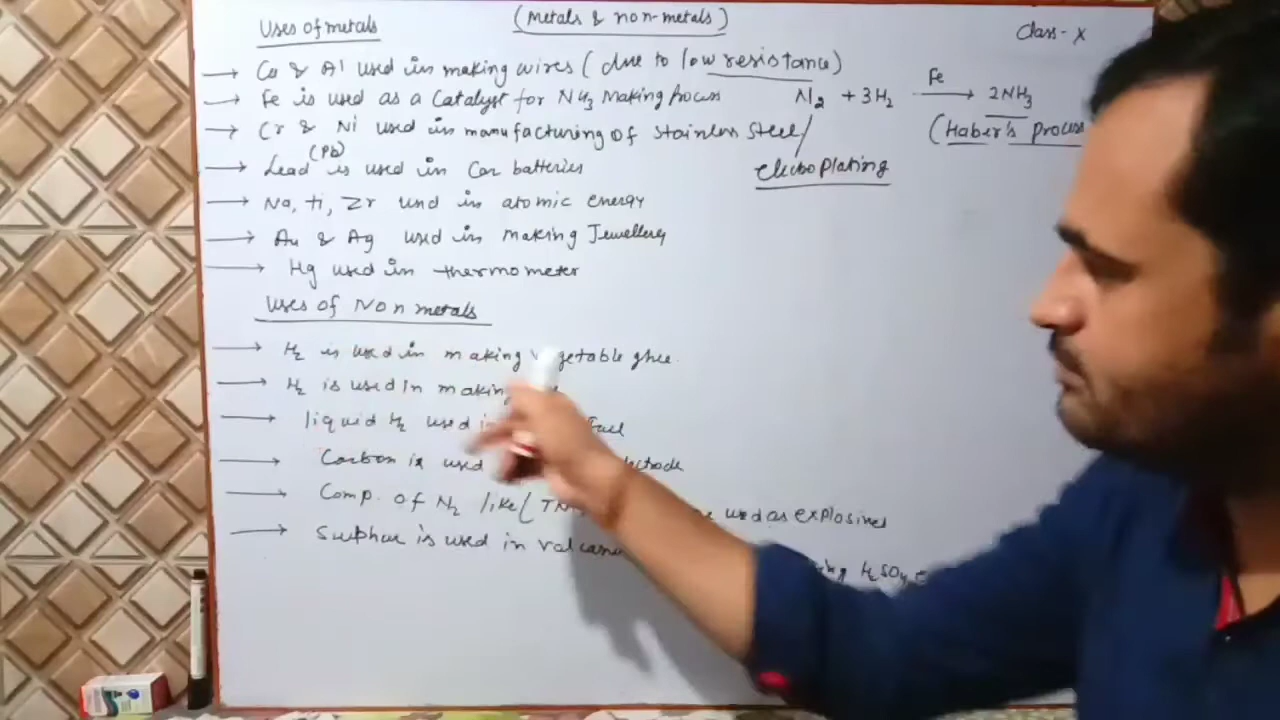 (Metals & non-metals)
Class-X
Uses of metals
→ Cu & Al used in making wires (due to low resistance)
→ Fe is used as a Catalyst for NH3 Making Process N2 + 3H2 Fe → 2NH3
(Haber's Process
→ Cr & Ni used in manufacturing of stainless steel/
electroplating
→ Lead (Pb) is used in Car batteries
→ Na, Ti, Zr used in atomic energy
→ Au & Ag used in making Jewellery
→ Hg used in thermometer
Uses of Non metals
→ H2 is used in making vegetable ghee.
→ H2 is used in making
→ liquid H2 used fuel
→ Carbon is used
→ Comp. of N2 like ( used as explosives
→ Sulphur is used in H2SO4